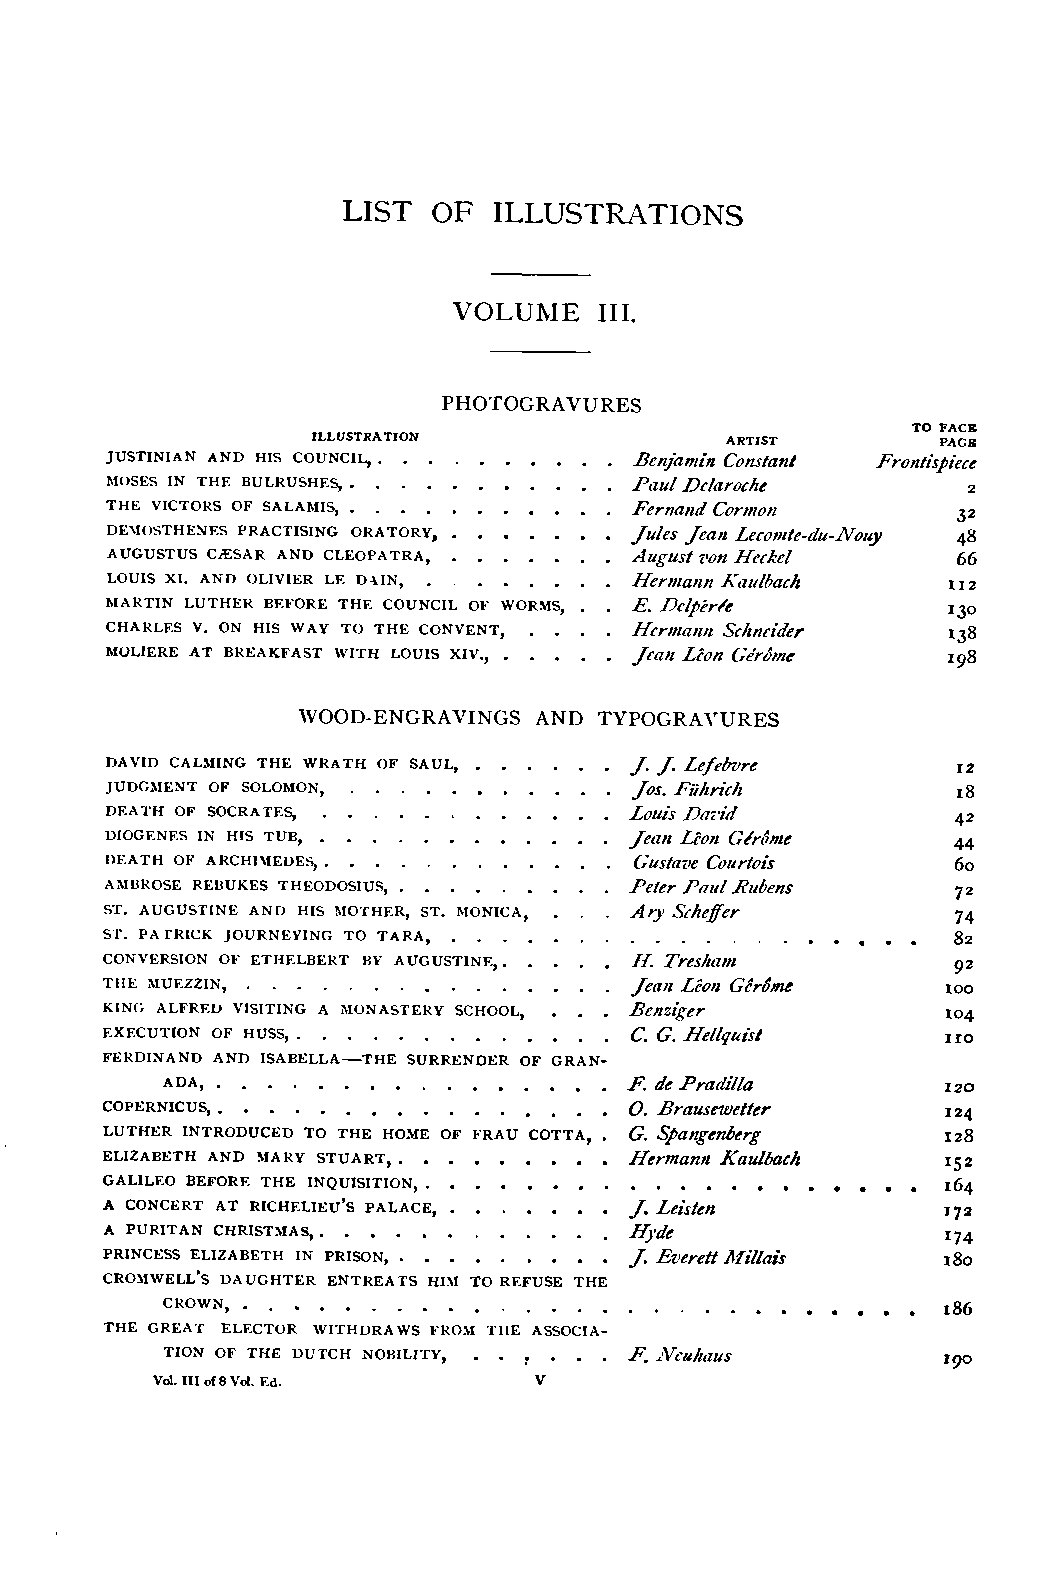 LIST OF ILLUSTRATIONS
VOLUME III.
PHOTOGRAVURES
ILLUSTRATION ARTIST TO FACE PAGE
JUSTINIAN AND HIS COUNCIL, . . . . . . . . . . Benjamin Constant Frontispiece
MOSES IN THE BULRUSHES, . . . . . . . . . . . Paul Delaroche 2
THE VICTORS OF SALAMIS, . . . . . . . . . . . Fernand Cormon 32
DEMOSTHENES PRACTISING ORATORY, . . . . . . . Jules Jean Lecomte-du-Nouy 48
AUGUSTUS CÆSAR AND CLEOPATRA, . . . . . . . August von Heckel 66
LOUIS XI. AND OLIVIER LE DAIN, . . . . . . . . Hermann Kaulbach 112
MARTIN LUTHER BEFORE THE COUNCIL OF WORMS, . . E. Delpérée 130
CHARLES V. ON HIS WAY TO THE CONVENT, . . . . Hermann Schneider 138
MOLIERE AT BREAKFAST WITH LOUIS XIV., . . . . . Jean Léon Gérôme 198
WOOD-ENGRAVINGS AND TYPOGRAVURES
DAVID CALMING THE WRATH OF SAUL, . . . . . . J. J. Lefebvre 12
JUDGMENT OF SOLOMON, . . . . . . . . . . . Jos. Führich 18
DEATH OF SOCRATES, . . . . . . . . . . . . Louis David 42
DIOGENES IN HIS TUB, . . . . . . . . . . . . Jean Léon Gérôme 44
DEATH OF ARCHIMEDES, . . . . . . . . . . . . Gustave Courtois 60
AMBROSE REBUKES THEODOSIUS, . . . . . . . . . Peter Paul Rubens 72
ST. AUGUSTINE AND HIS MOTHER, ST. MONICA, . . . Ary Scheffer 74
ST. PATRICK JOURNEYING TO TARA, . . . . . . . . . . . . . . . . . . . 82
CONVERSION OF ETHELBERT BY AUGUSTINE, . . . . . H. Tresham 92
THE MUEZZIN, . . . . . . . . . . . . . . . Jean Léon Gérôme 100
KING ALFRED VISITING A MONASTERY SCHOOL, . . . Benziger 104
EXECUTION OF HUSS, . . . . . . . . . . . . . C. G. Hellquist 110
FERDINAND AND ISABELLA—THE SURRENDER OF GRAN-
ADA, . . . . . . . . . . . . . . . . F. de Pradilla 120
COPERNICUS, . . . . . . . . . . . . . . . . O. Brausewetter 124
LUTHER INTRODUCED TO THE HOME OF FRAU COTTA, . G. Spangenberg 128
ELIZABETH AND MARY STUART, . . . . . . . . . Hermann Kaulbach 152
GALILEO BEFORE THE INQUISITION, . . . . . . . . . . . . . . . . . . . . 164
A CONCERT AT RICHELIEU'S PALACE, . . . . . . . J. Leisten 172
A PURITAN CHRISTMAS, . . . . . . . . . . . . Hyde 174
PRINCESS ELIZABETH IN PRISON, . . . . . . . . . J. Everett Millais 180
CROMWELL'S DAUGHTER ENTREATS HIM TO REFUSE THE
CROWN, . . . . . . . . . . . . . . . . . . . . . . . . . . . 186
THE GREAT ELECTOR WITHDRAWS FROM THE ASSOCIA-
TION OF THE DUTCH NOBILITY, . . . . . . F. Neuhaus 190
Vol. III of 8 Vol. Ed. V